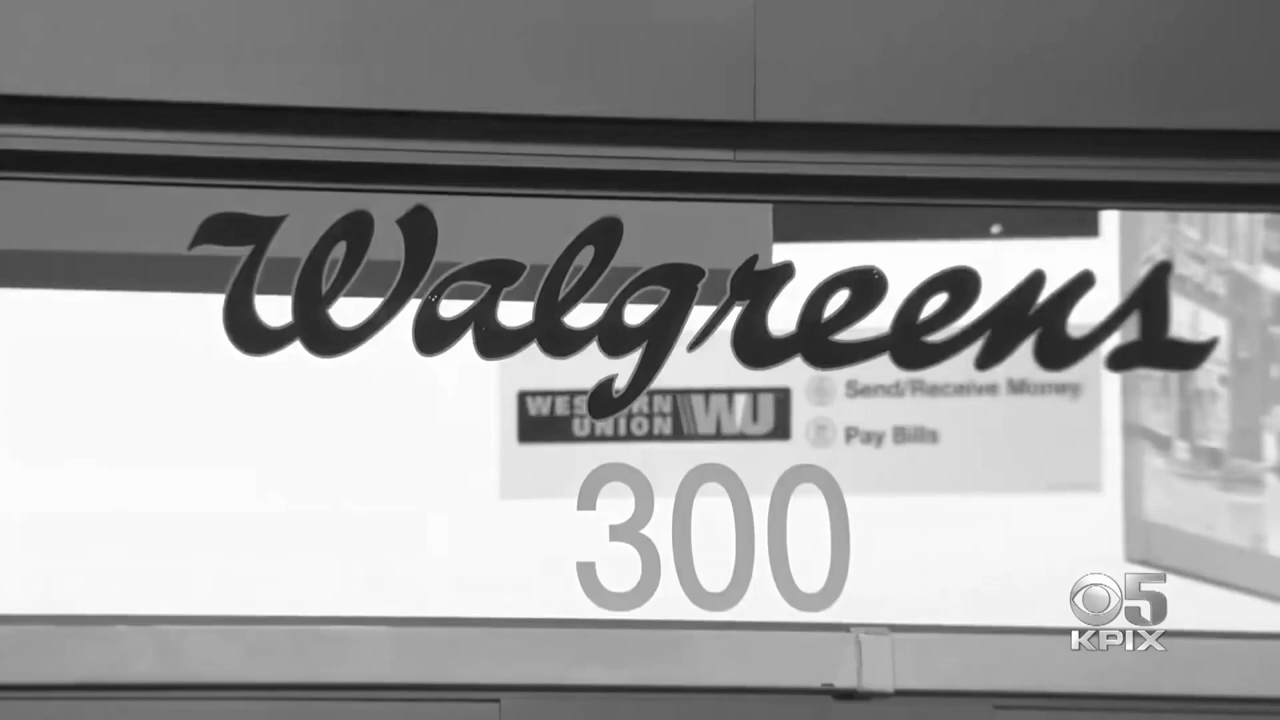 Walgreens
WESTERN UNION WU
Send/Receive Money
Pay Bills
300
5
KPIX